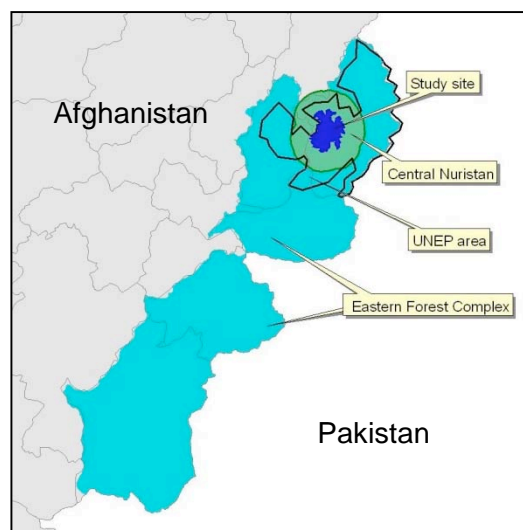 Afghanistan
Study site
Central Nuristan
UNEP area
Eastern Forest Complex
Pakistan